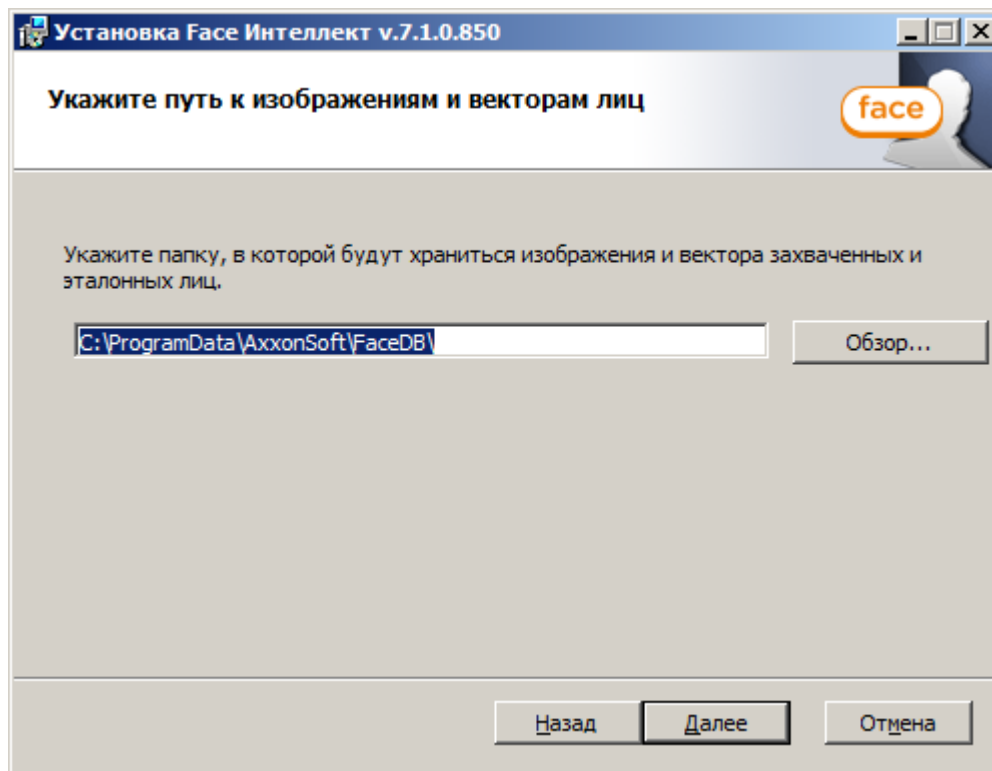 Установка Face Интеллект v.7.1.0.850
Укажите путь к изображениям и векторам лиц
face
Укажите папку, в которой будут храниться изображения и вектора захваченных и
эталонных лиц.
C:\ProgramData\AxxonSoft\FaceDB\
Обзор...
Назад
Далее
Отмена